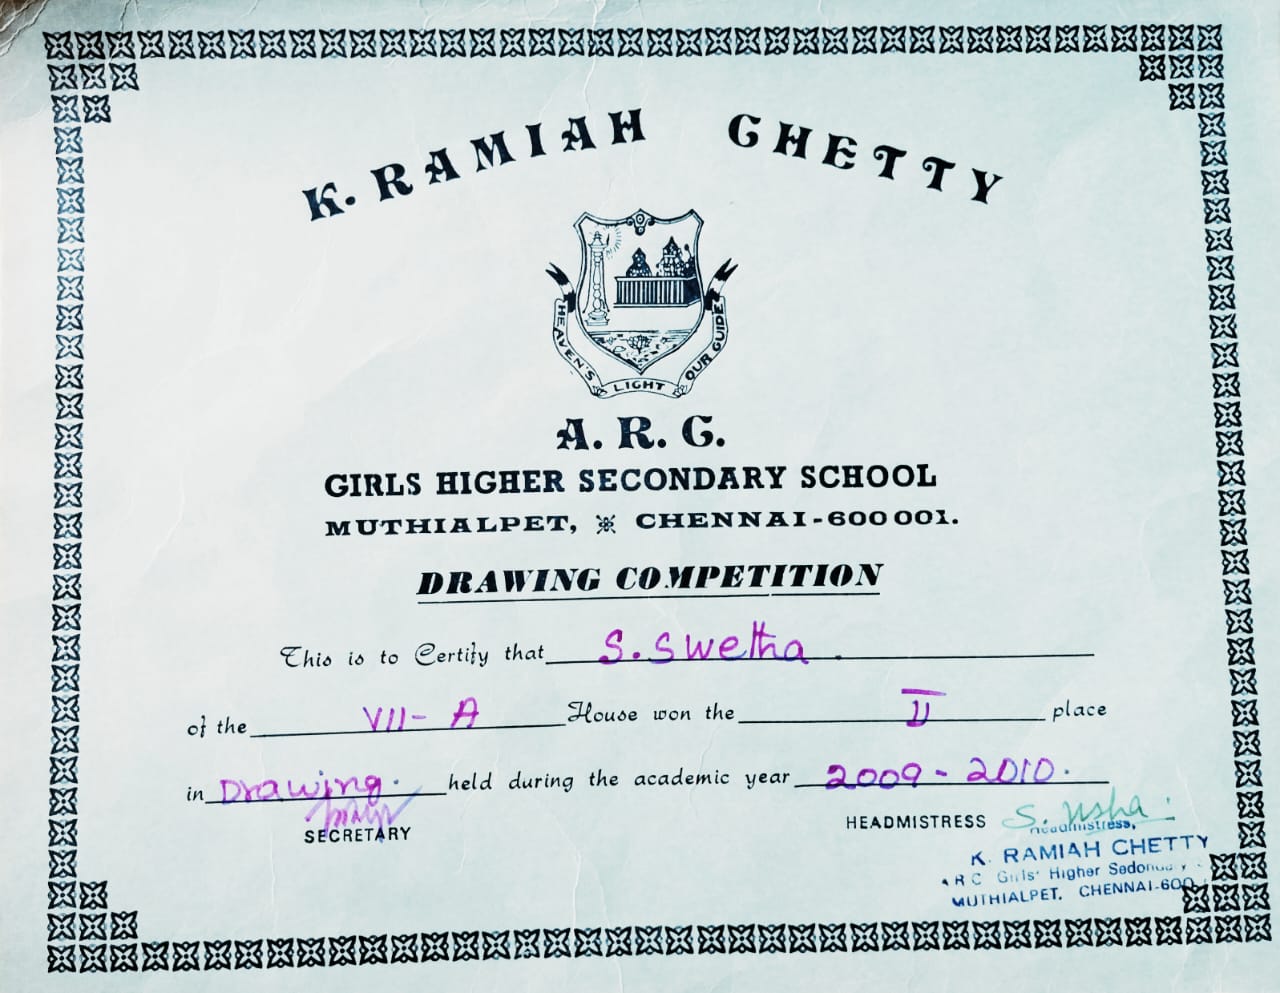 K. RAMIAH CHETTY
HEAVEN'S LIGHT OUR GUIDE
A. R. C.
GIRLS HIGHER SECONDARY SCHOOL
MUTHIALPET, CHENNAI-600 001.
DRAWING COMPETITION
This is to Certify that S. Swetha
of the VII - A House won the II place
in Drawing. held during the academic year 2009 - 2010.
SECRETARY
HEADMISTRESS S. Usha
Headmistress,
K. RAMIAH CHETTY
A R C Girls' Higher
MUTHIALPET, CHENNAI-600